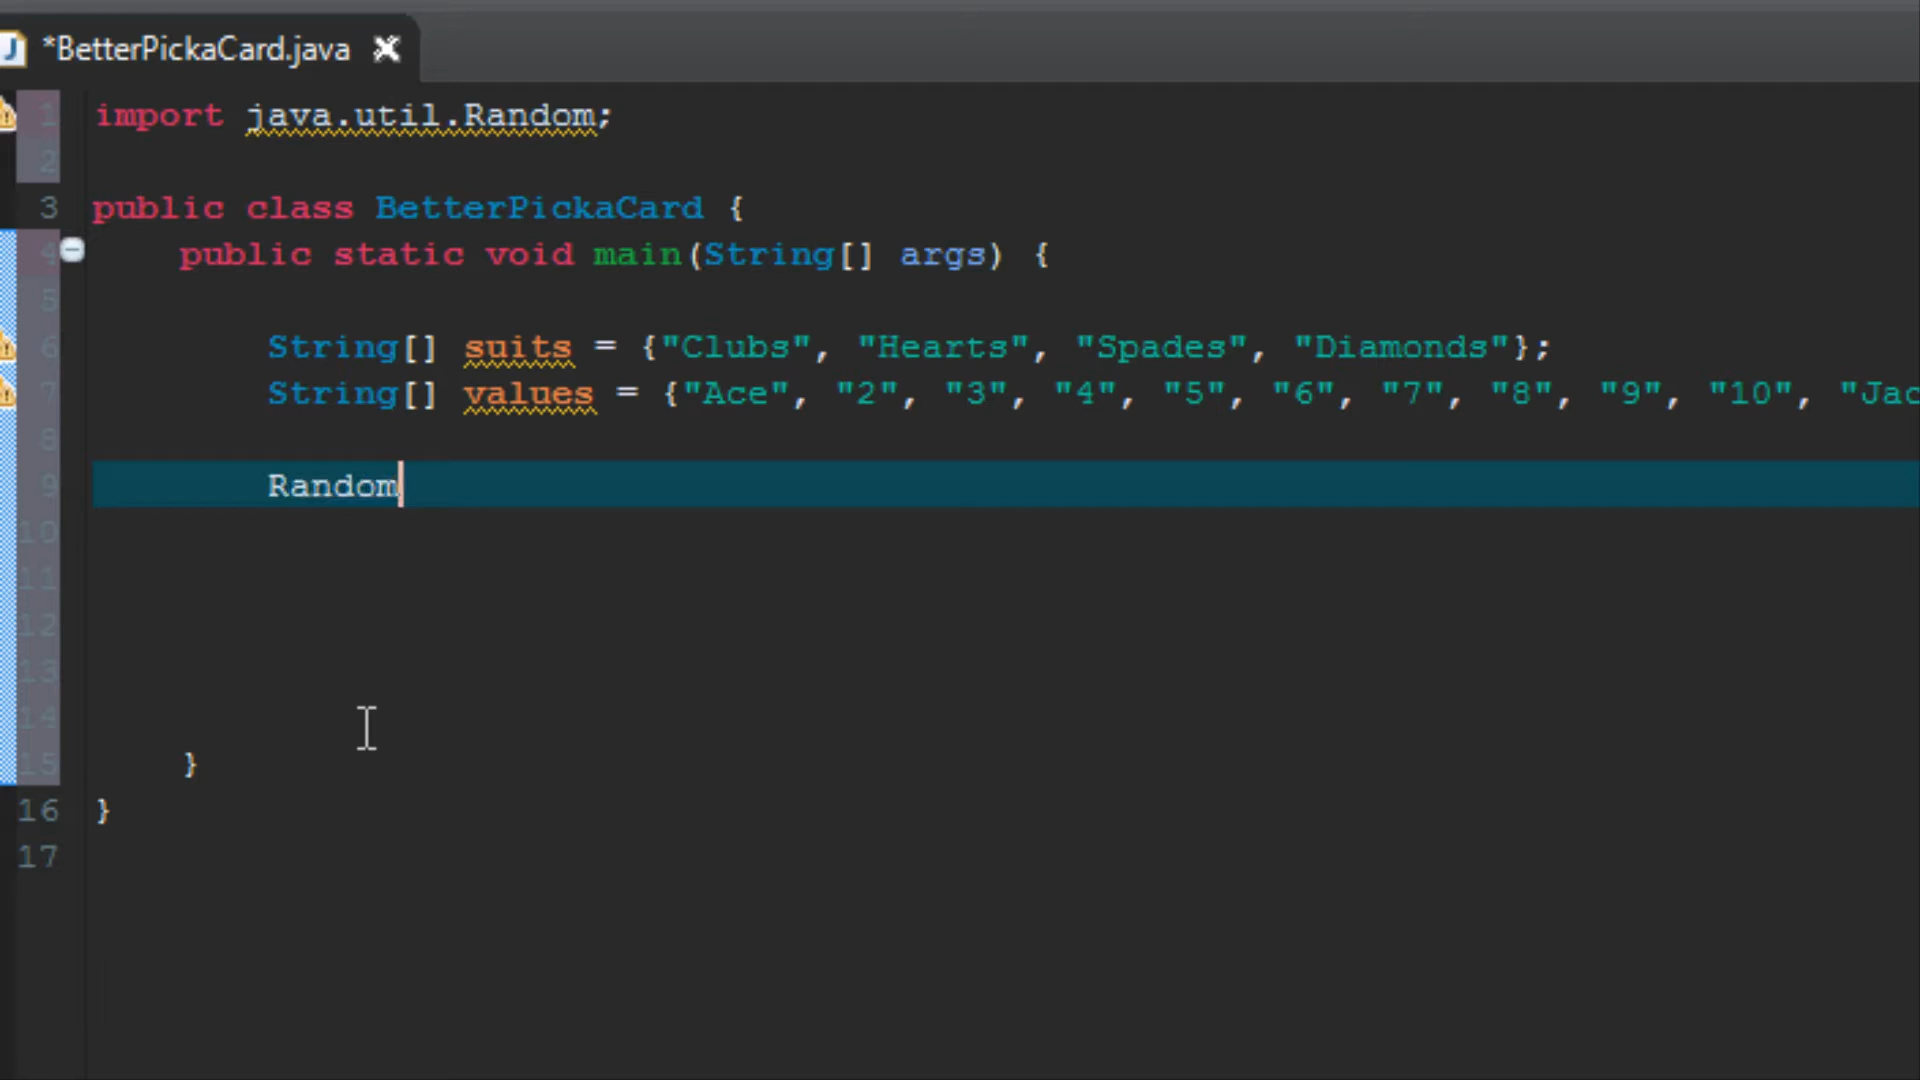 *BetterPickaCard.java
1 import java.util.Random;
2
3 public class BetterPickaCard {
4 public static void main(String[] args) {
5
6 String[] suits = {"Clubs", "Hearts", "Spades", "Diamonds"};
7 String[] values = {"Ace", "2", "3", "4", "5", "6", "7", "8", "9", "10", "Jac
8
9 Random
10
11
12
13
14
15 }
16 }
17